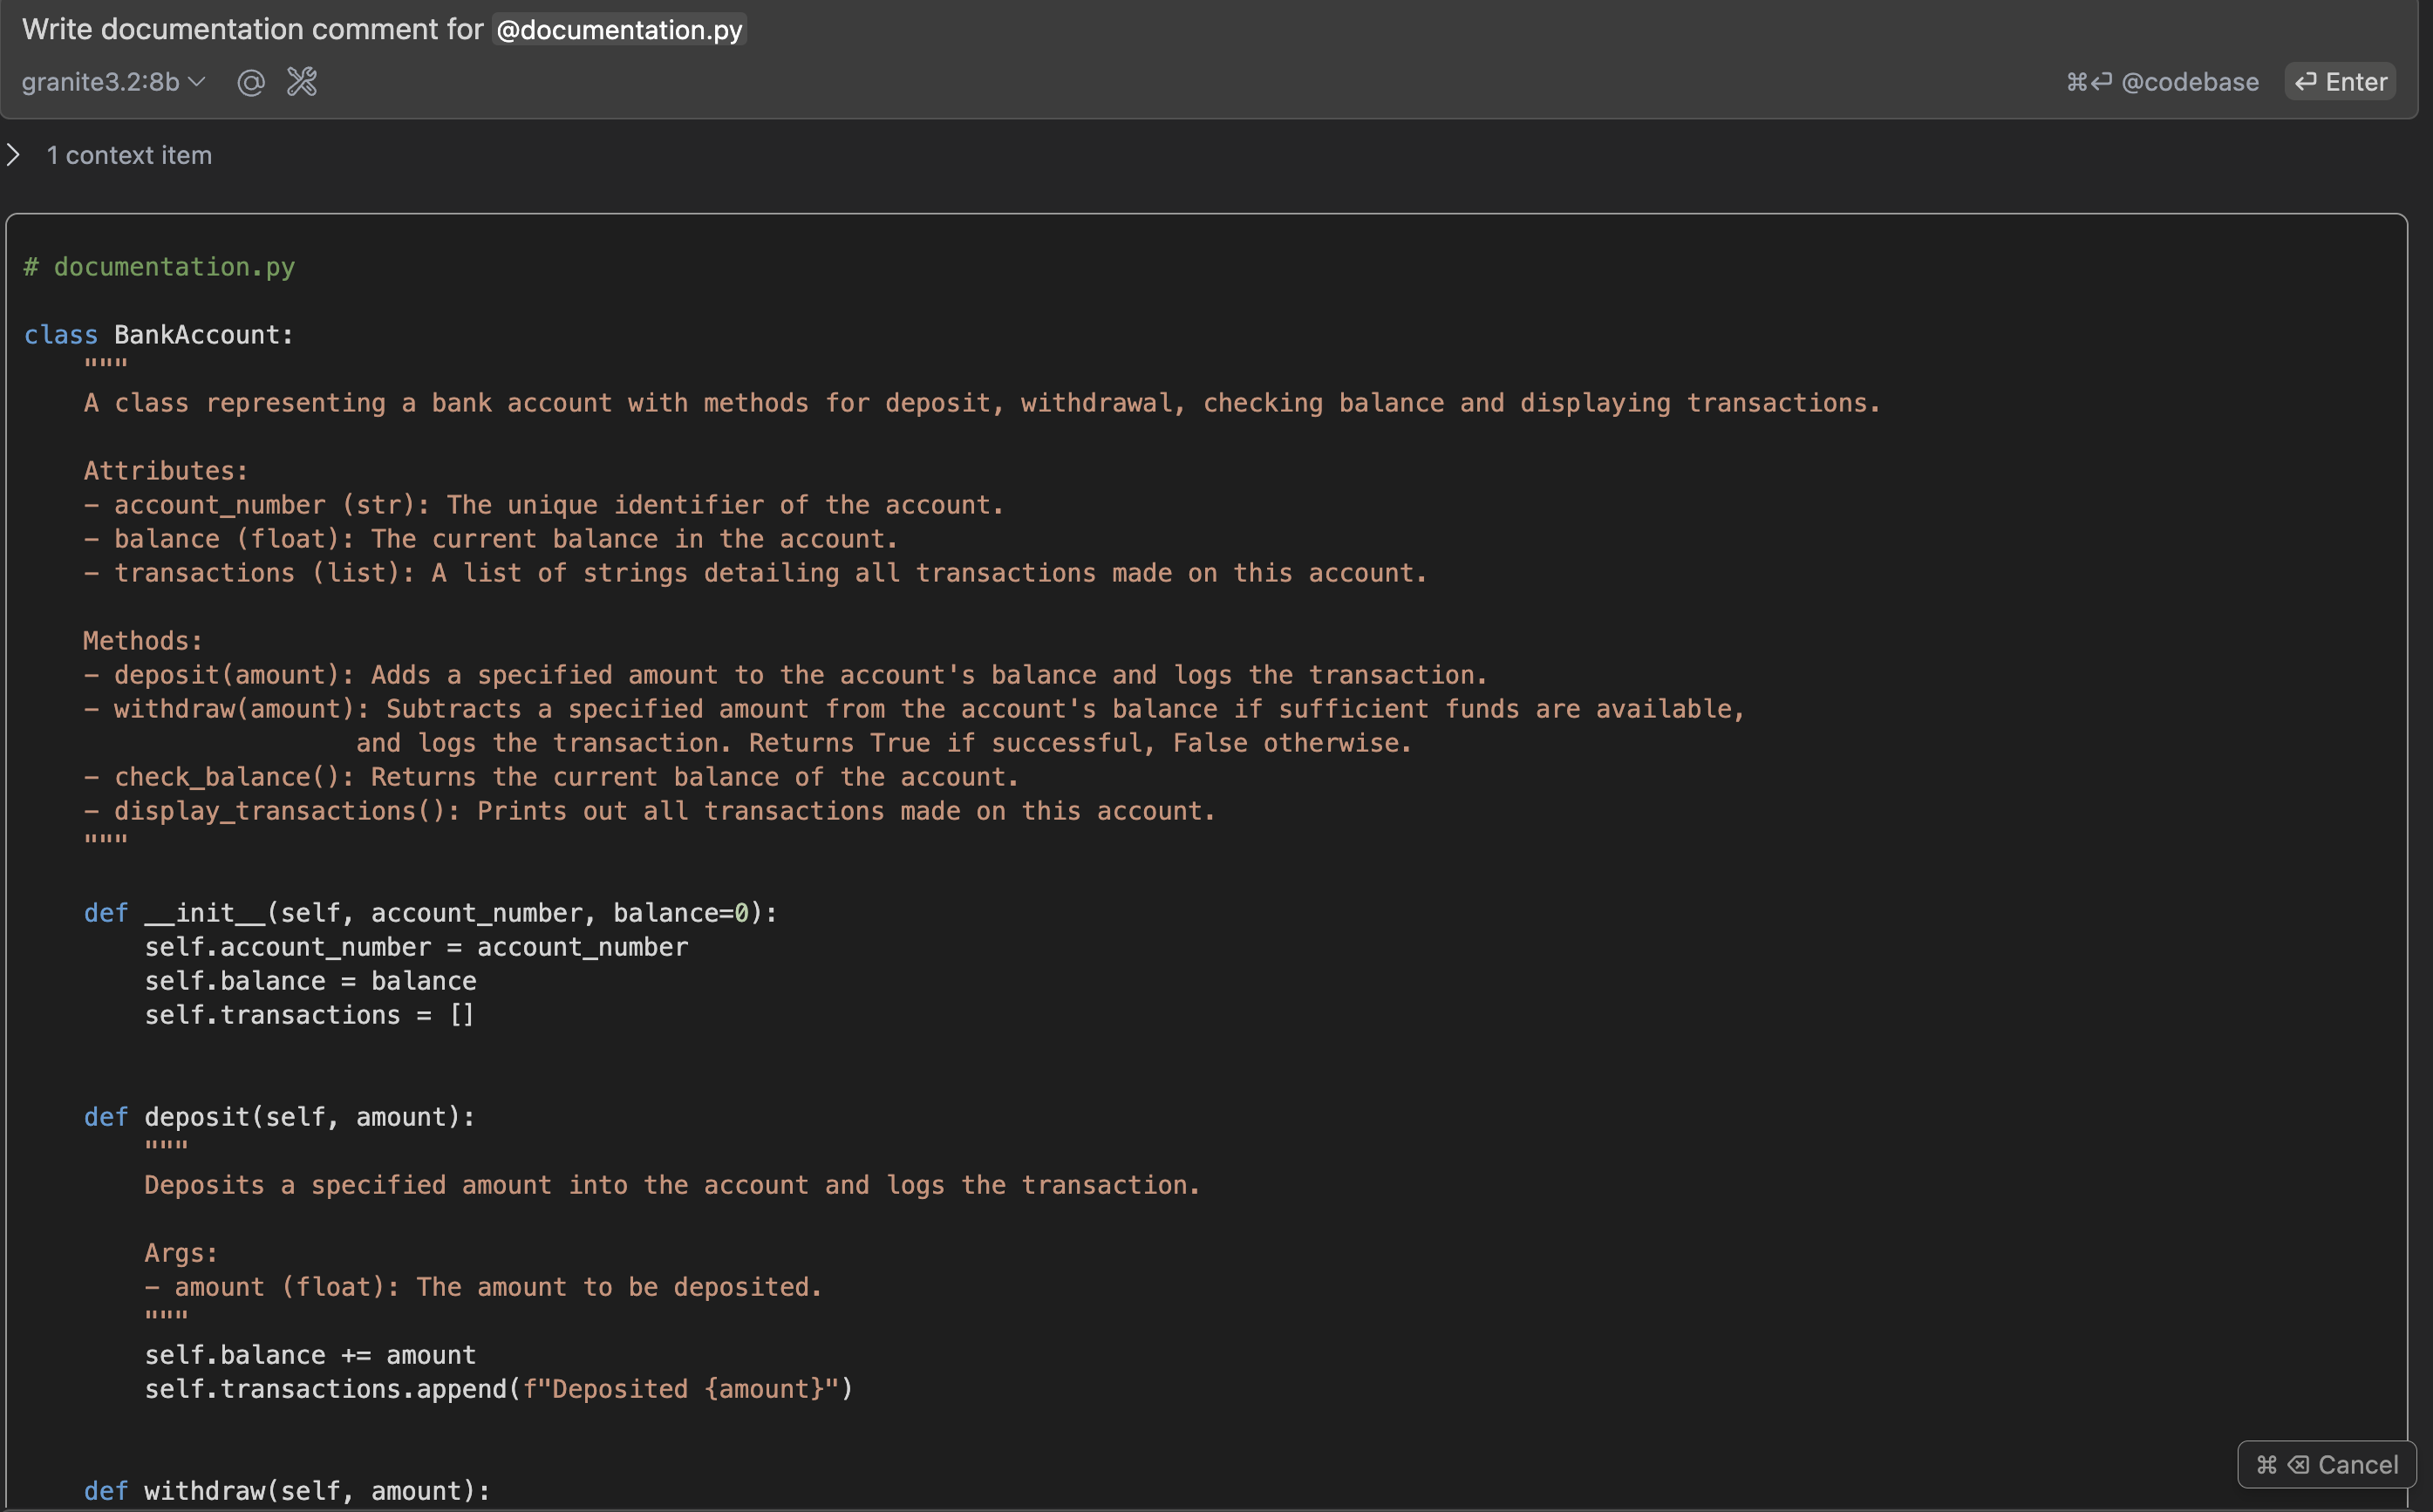 Write documentation comment for @documentation.py
granite3.2:8b @ ⌘⏎ @codebase ⏎ Enter
1 context item
# documentation.py
class BankAccount:
    """
    A class representing a bank account with methods for deposit, withdrawal, checking balance and displaying transactions.
    Attributes:
    - account_number (str): The unique identifier of the account.
    - balance (float): The current balance in the account.
    - transactions (list): A list of strings detailing all transactions made on this account.
    Methods:
    - deposit(amount): Adds a specified amount to the account's balance and logs the transaction.
    - withdraw(amount): Subtracts a specified amount from the account's balance if sufficient funds are available,
                      and logs the transaction. Returns True if successful, False otherwise.
    - check_balance(): Returns the current balance of the account.
    - display_transactions(): Prints out all transactions made on this account.
    """
    def __init__(self, account_number, balance=0):
        self.account_number = account_number
        self.balance = balance
        self.transactions = []
    def deposit(self, amount):
        """
        Deposits a specified amount into the account and logs the transaction.
        Args:
        - amount (float): The amount to be deposited.
        """
        self.balance += amount
        self.transactions.append(f"Deposited {amount}")
    def withdraw(self, amount):
⌘ ⌫ Cancel